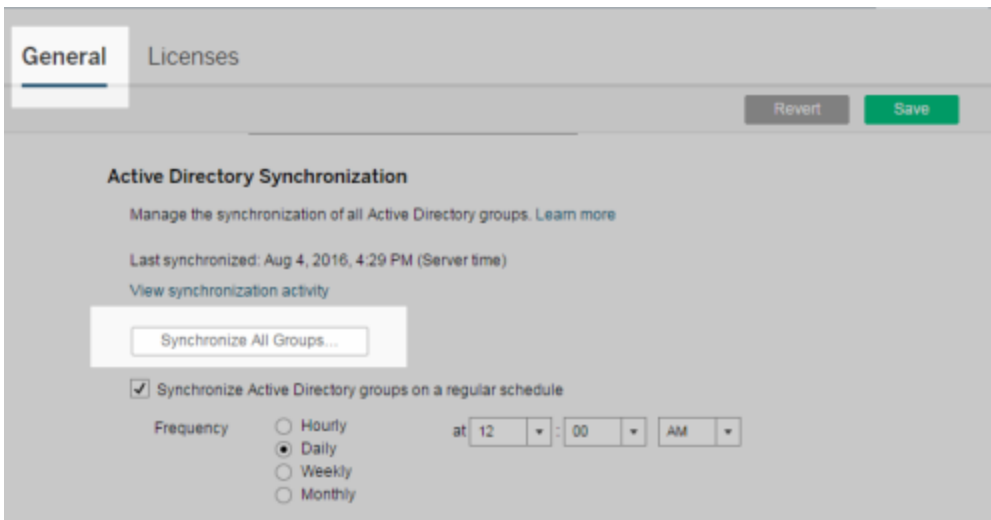 General Licenses
Revert Save
Active Directory Synchronization
Manage the synchronization of all Active Directory groups. Learn more
Last synchronized: Aug 4, 2016, 4:29 PM (Server time)
View synchronization activity
Synchronize All Groups...
Synchronize Active Directory groups on a regular schedule
Frequency Hourly at 12 : 00 AM
Daily
Weekly
Monthly